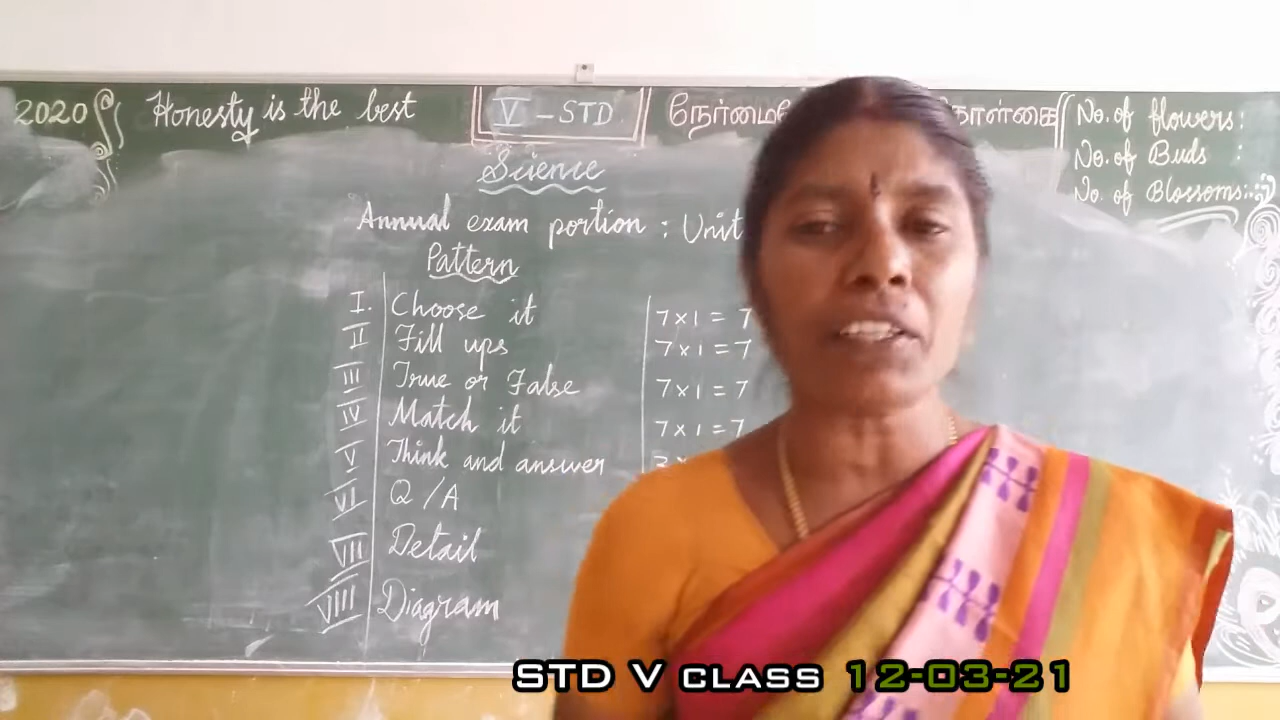 2020 Honesty is the best
V - STD
நேர்மையே
கொள்கை
No. of flowers:
No. of Buds :
No. of Blossoms:
Science
Annual exam portion : Unit
Pattern
I. Choose it 7 x 1 = 7
II Fill ups 7 x 1 = 7
III True or False 7 x 1 = 7
IV Match it 7 x 1 = 7
V Think and answer
VI Q / A
VII Detail
VIII Diagram
STD V CLASS 12-03-21